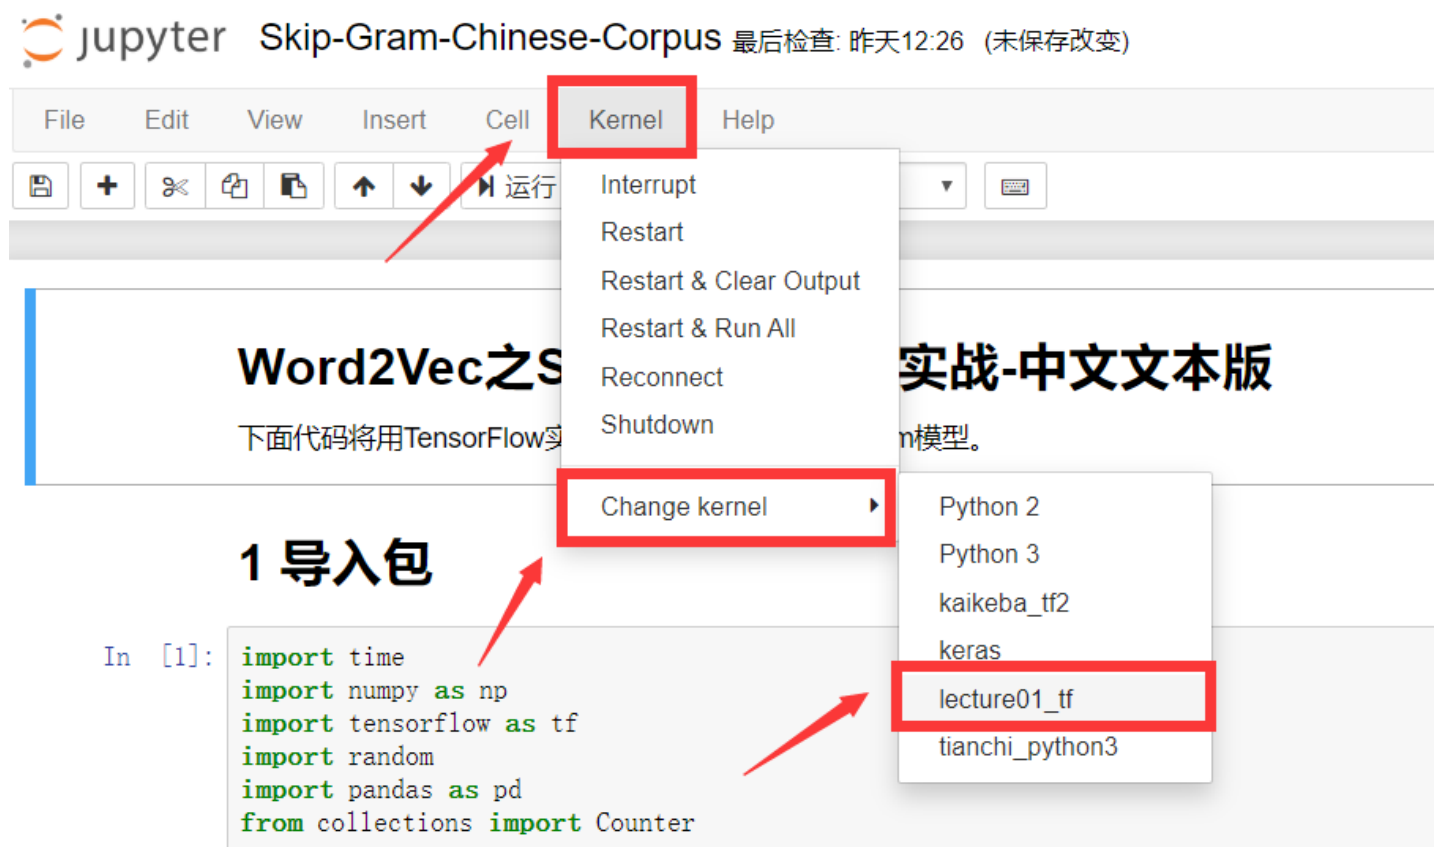 jupyter Skip-Gram-Chinese-Corpus 最后检查: 昨天12:26 (未保存改变)
File Edit View Insert Cell Kernel Help
运行
Interrupt
Restart
Restart & Clear Output
Restart & Run All
Reconnect
Shutdown
Change kernel
Python 2
Python 3
kaikeba_tf2
keras
lecture01_tf
tianchi_python3
Word2Vec之S 实战-中文文本版
下面代码将用TensorFlow实 m模型。
1 导入包
In [1]:
import time
import numpy as np
import tensorflow as tf
import random
import pandas as pd
from collections import Counter